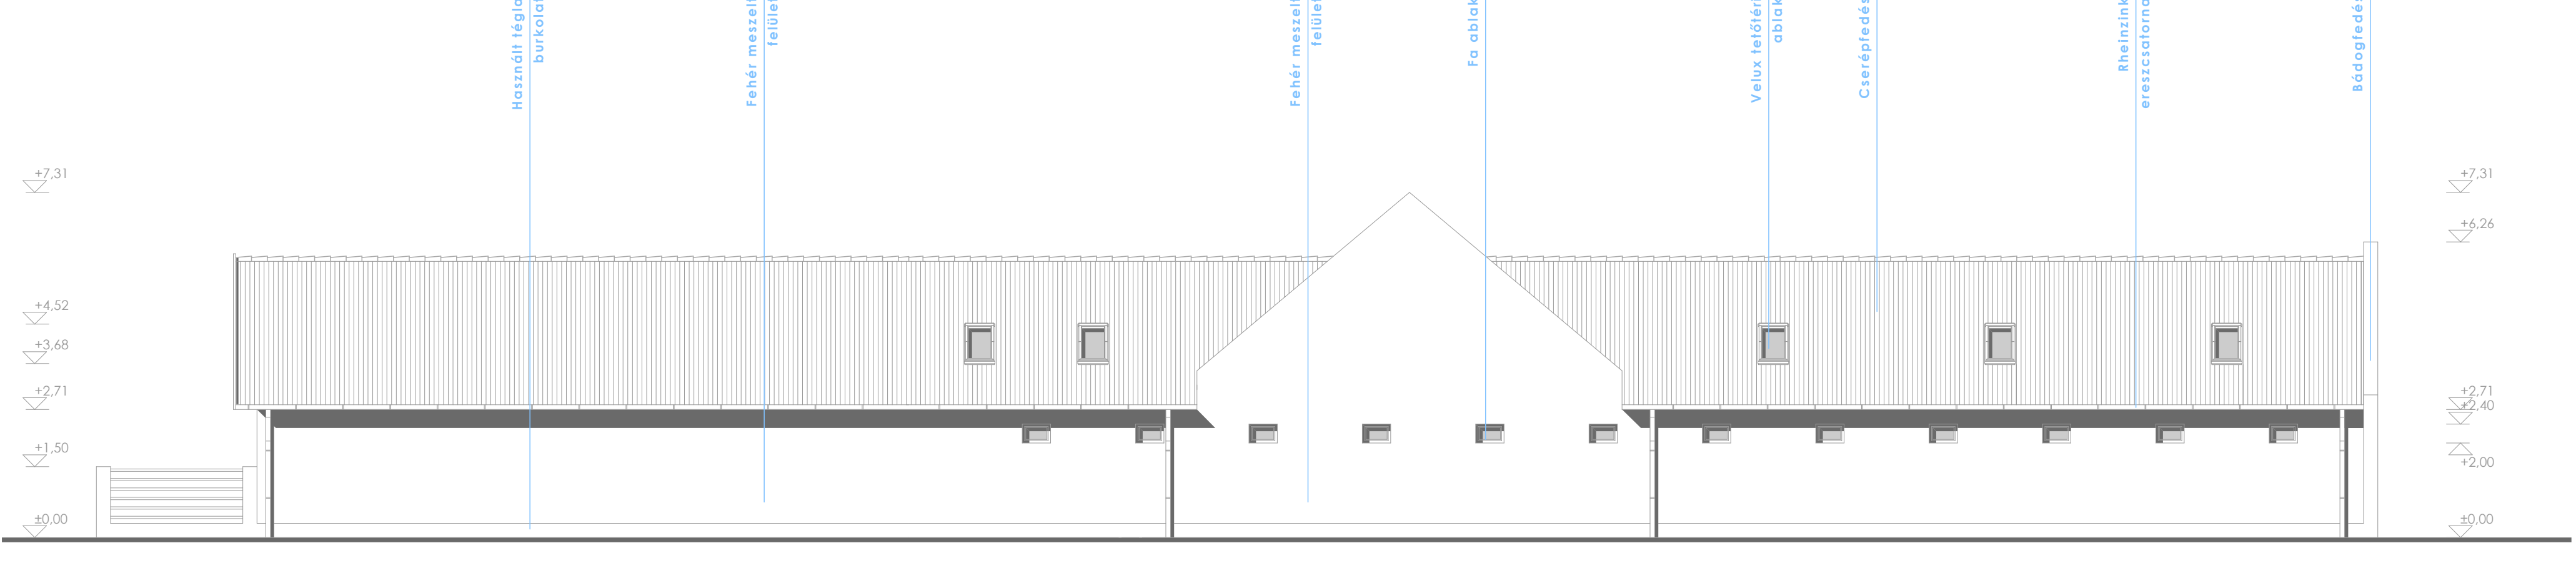 Használt tégla
burkolat
Fehér meszelt
felület
Fehér meszelt
felület
Fa ablak
Velux tetőtéri
ablak
Cserépfedés
Rheinzink
ereszcsatorna
Bádogfedés
+7,31
+4,52
+3,68
+2,71
+1,50
±0,00
+7,31
+6,26
+2,71
+2,40
+2,00
±0,00